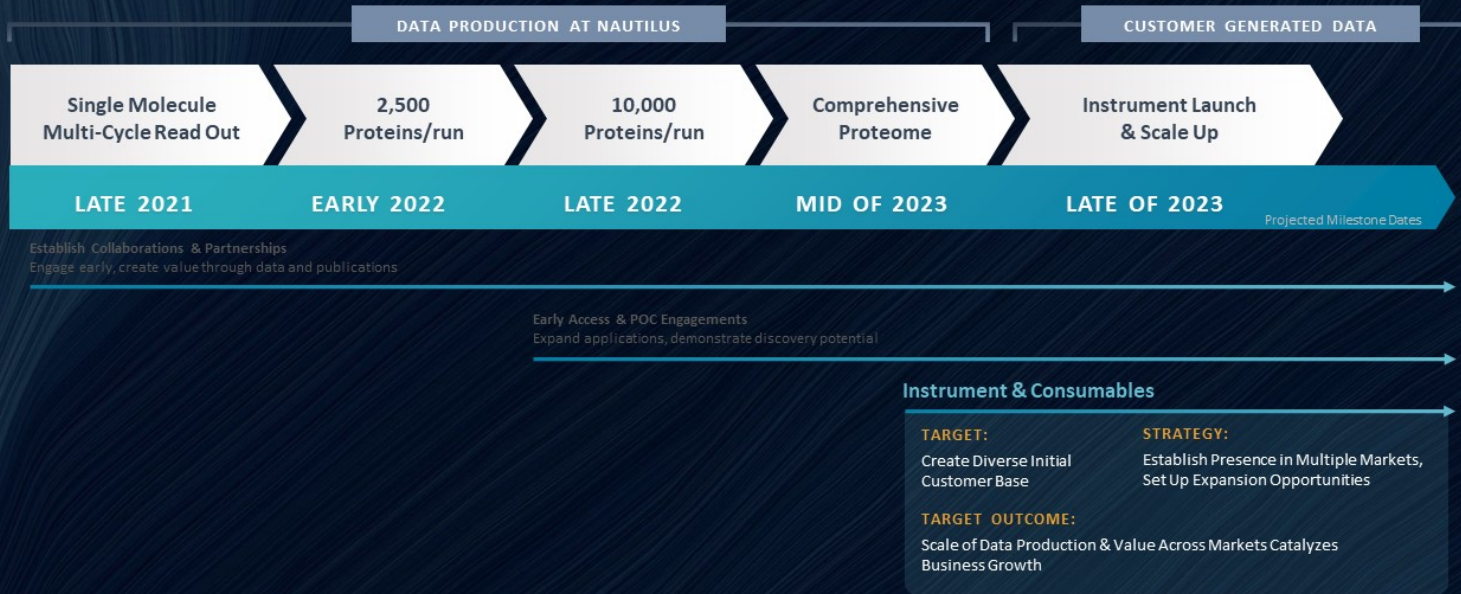 DATA PRODUCTION AT NAUTILUS
CUSTOMER GENERATED DATA
Single Molecule
Multi-Cycle Read Out
2,500
Proteins/run
10,000
Proteins/run
Comprehensive
Proteome
Instrument Launch
& Scale Up
LATE 2021
EARLY 2022
LATE 2022
MID OF 2023
LATE OF 2023
Projected Milestone Dates
Establish Collaborations & Partnerships
Engage early, create value through data and publications
Early Access & POC Engagements
Expand applications, demonstrate discovery potential
Instrument & Consumables
TARGET:
Create Diverse Initial
Customer Base
STRATEGY:
Establish Presence in Multiple Markets,
Set Up Expansion Opportunities
TARGET OUTCOME:
Scale of Data Production & Value Across Markets Catalyzes
Business Growth